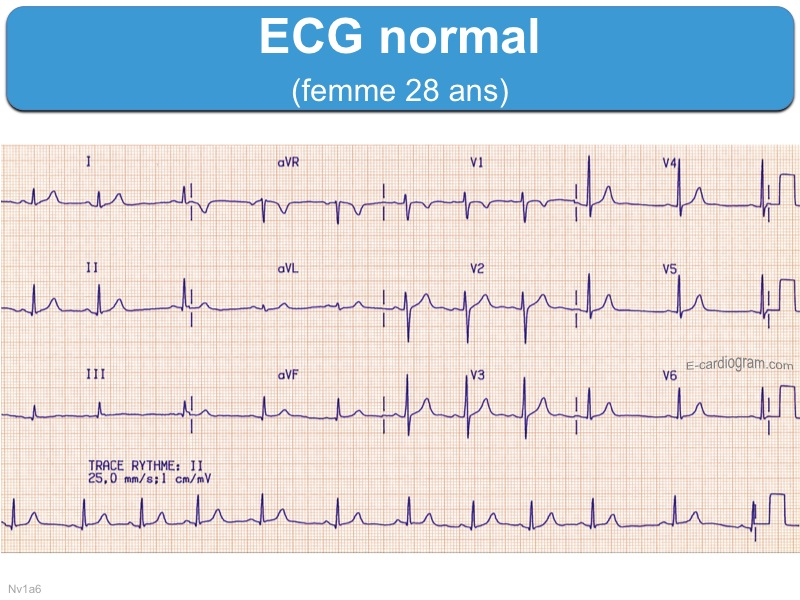 ECG normal
(femme 28 ans)
I aVR V1 V4
II aVL V2 V5
E-cardiogram.com
III aVF V3 V6
TRACE RYTHME: II
25,0 mm/s;1 cm/mV
Nv1a6